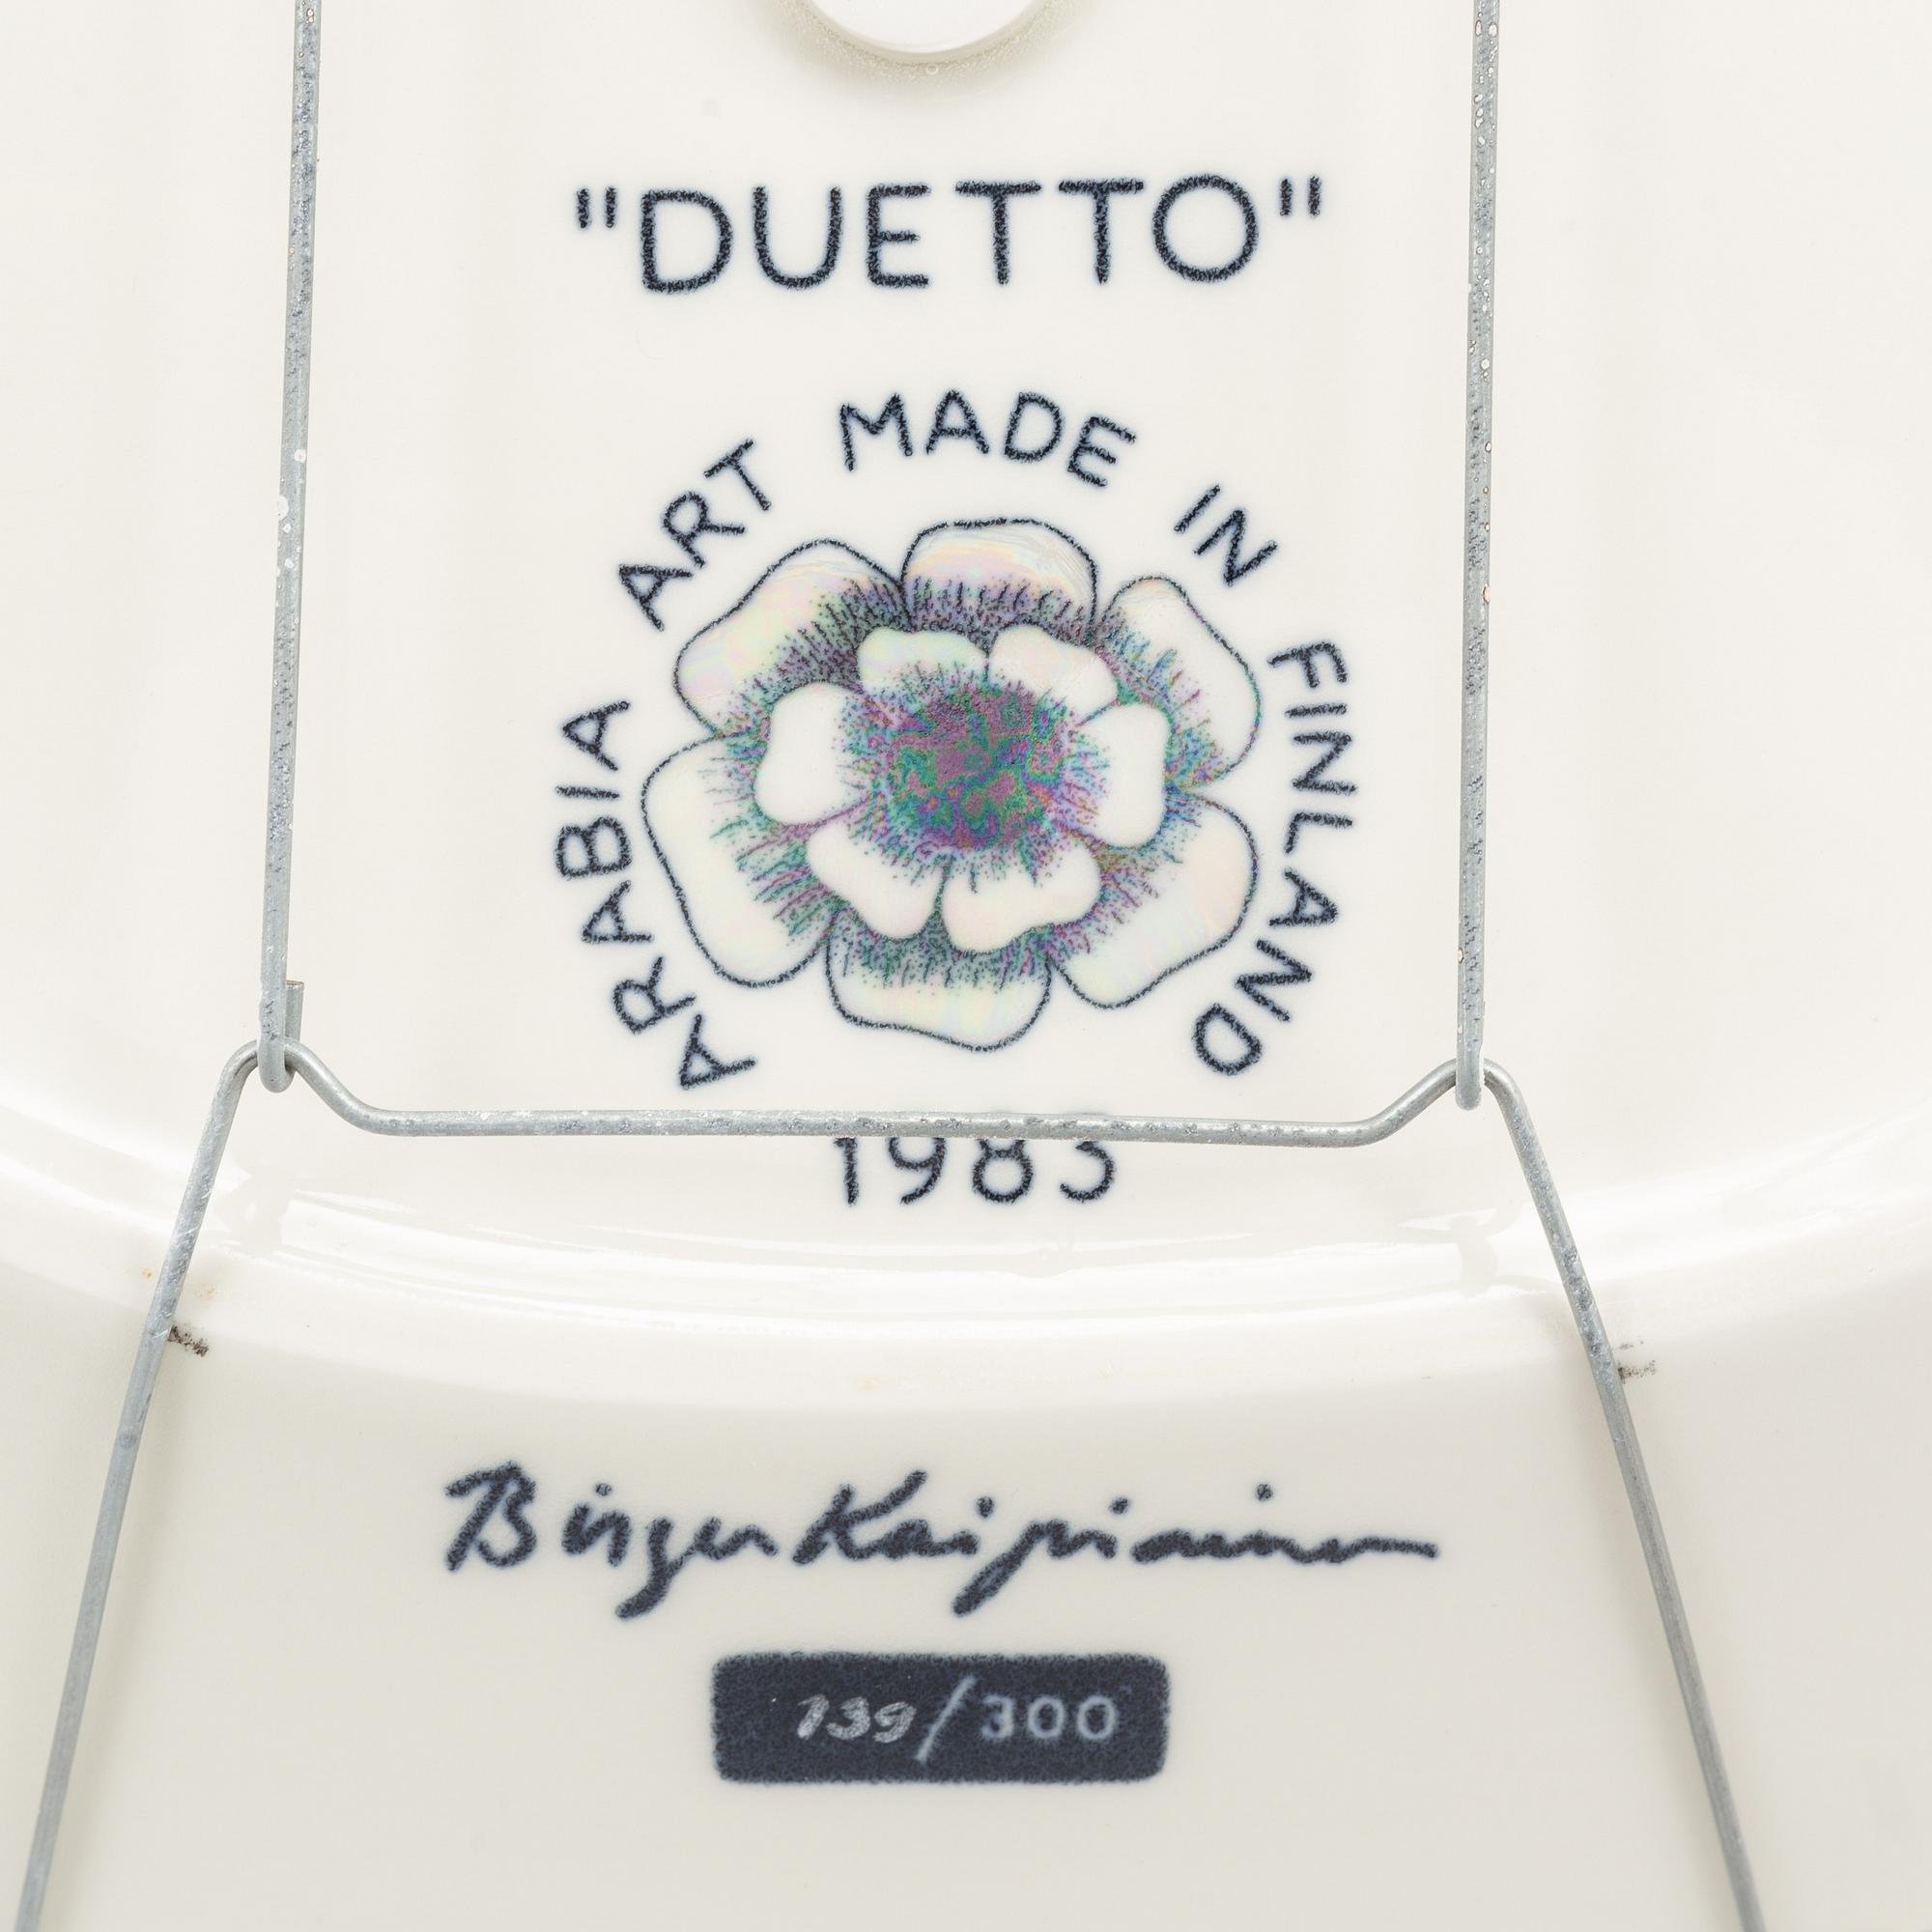 "DUETTO"
ARABIA ART MADE IN FINLAND
1983
Birger Kaipiainen
139/300